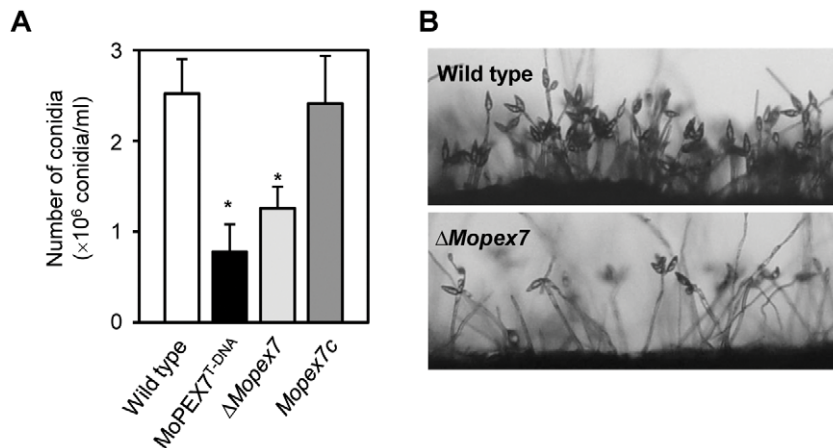 A
Number of conidia
(×10⁶ conidia/ml)
3
2
1
0
*
*
Wild type
MoPEX7ᵀ⁻ᴰᴺᴬ
ΔMopex7
Mopex7c
B
Wild type
ΔMopex7